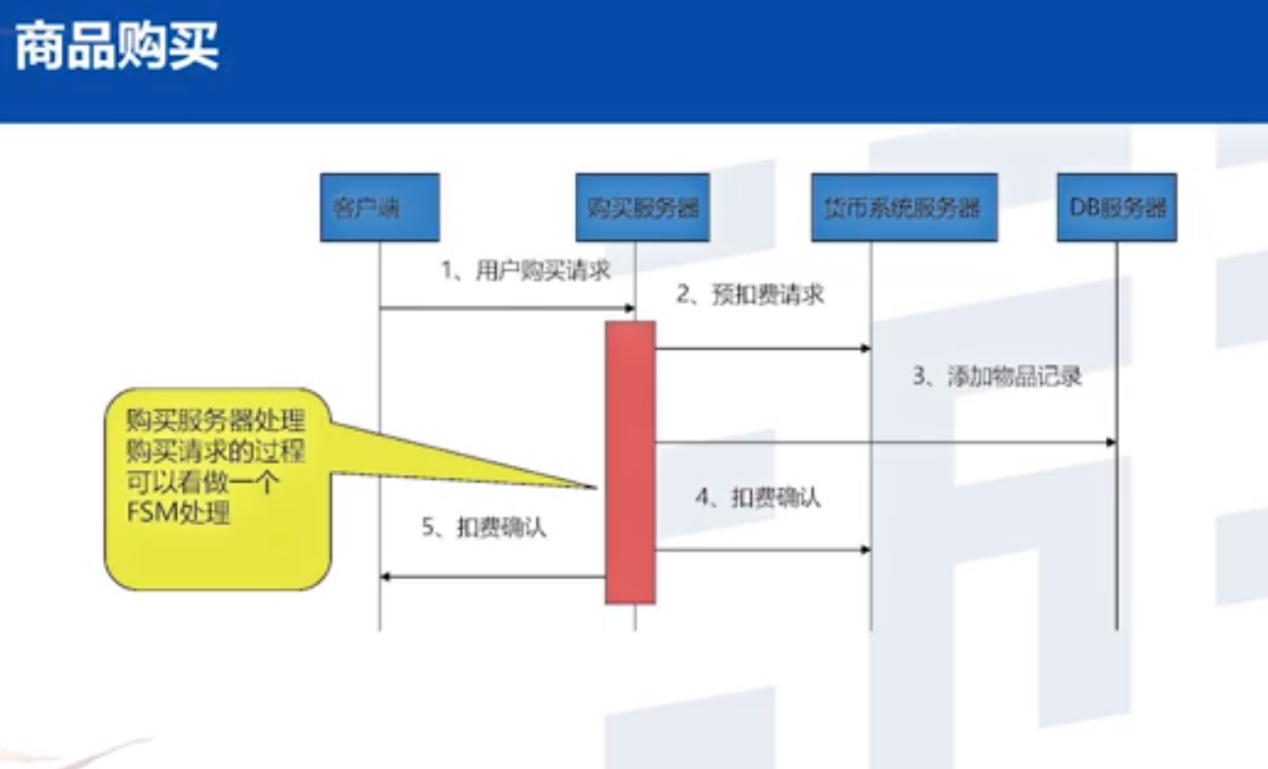 商品购买
客户端
购买服务器
货币系统服务器
DB服务器
1、用户购买请求
2、预扣费请求
3、添加物品记录
购买服务器处理
购买请求的过程
可以看做一个
FSM处理
4、扣费确认
5、扣费确认